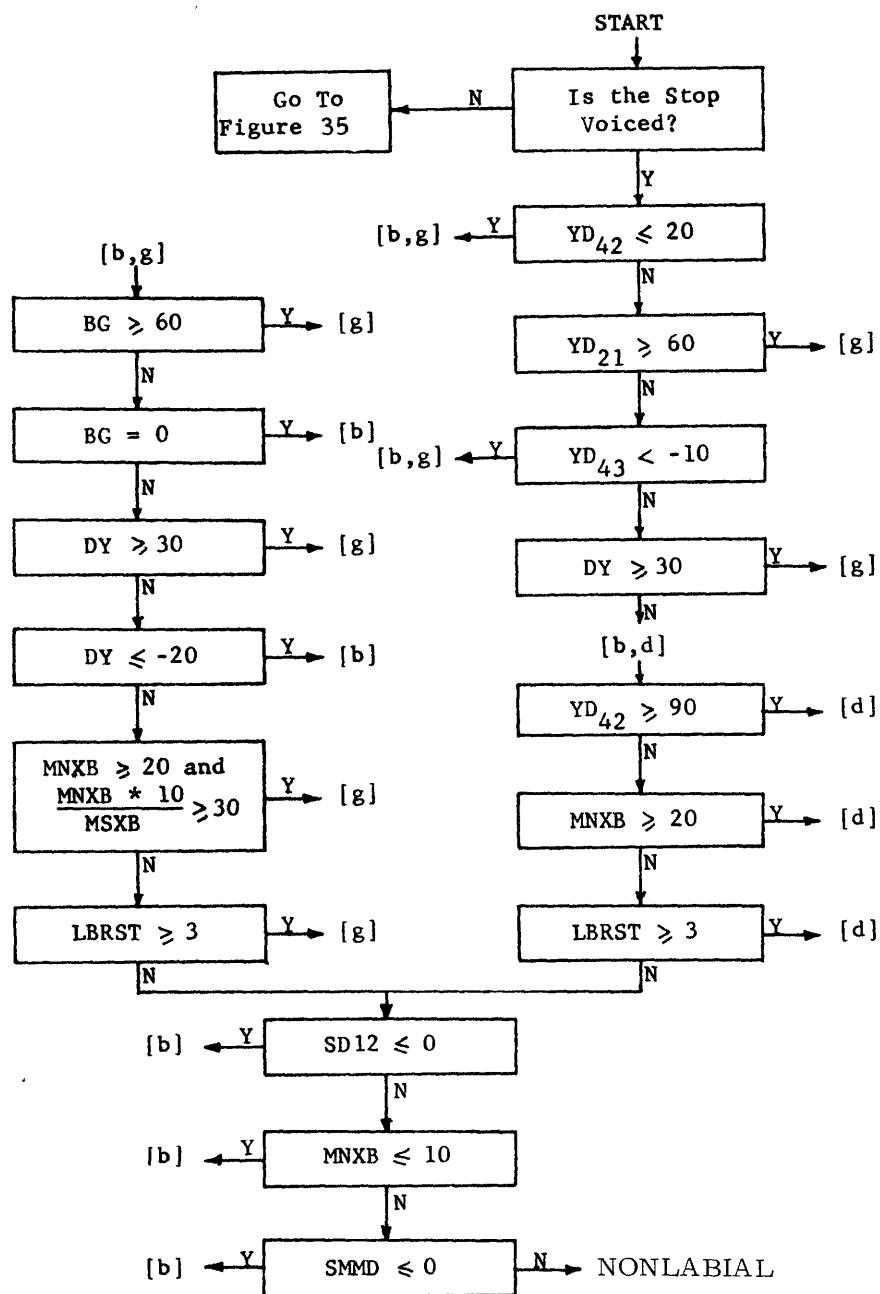 START
Is the Stop
Voiced?
N
Go To
Figure 35
Y
YD42 ⩽ 20
Y
[b,g]
N
YD21 ⩾ 60
Y
[g]
N
YD43 < -10
Y
[b,g]
N
DY ⩾ 30
Y
[g]
N
[b,d]
YD42 ⩾ 90
Y
[d]
N
MNXB ⩾ 20
Y
[d]
N
LBRST ⩾ 3
Y
[d]
N
[b,g]
BG ⩾ 60
Y
[g]
N
BG = 0
Y
[b]
N
DY ⩾ 30
Y
[g]
N
DY ⩽ -20
Y
[b]
N
MNXB ⩾ 20 and
MNXB * 10
⩾ 30
MSXB
Y
[g]
N
LBRST ⩾ 3
Y
[g]
N
SD12 ⩽ 0
Y
[b]
N
MNXB ⩽ 10
Y
[b]
N
SMMD ⩽ 0
Y
[b]
N
NONLABIAL